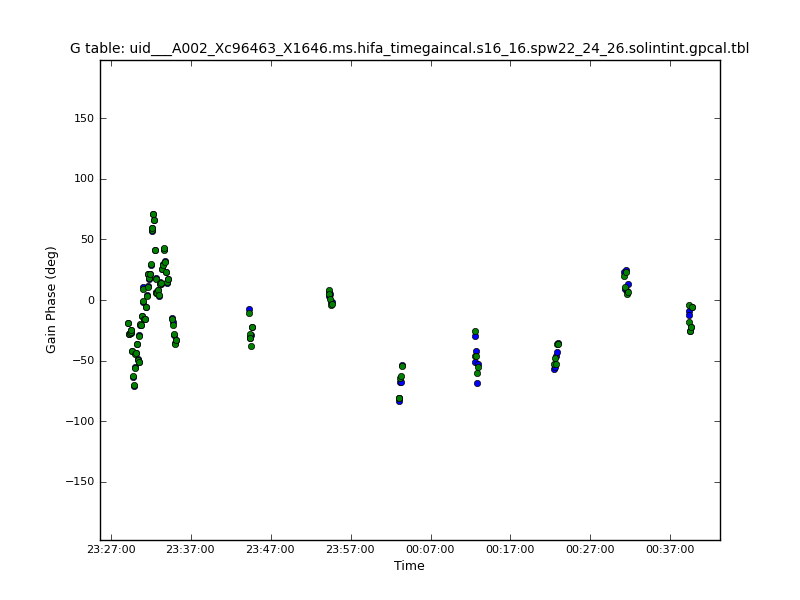 G table: uid___A002_Xc96463_X1646.ms.hifa_timegaincal.s16_16.spw22_24_26.solintint.gpcal.tbl
Gain Phase (deg)
150
100
50
0
−50
−100
−150
23:27:00 23:37:00 23:47:00 23:57:00 00:07:00 00:17:00 00:27:00 00:37:00
Time